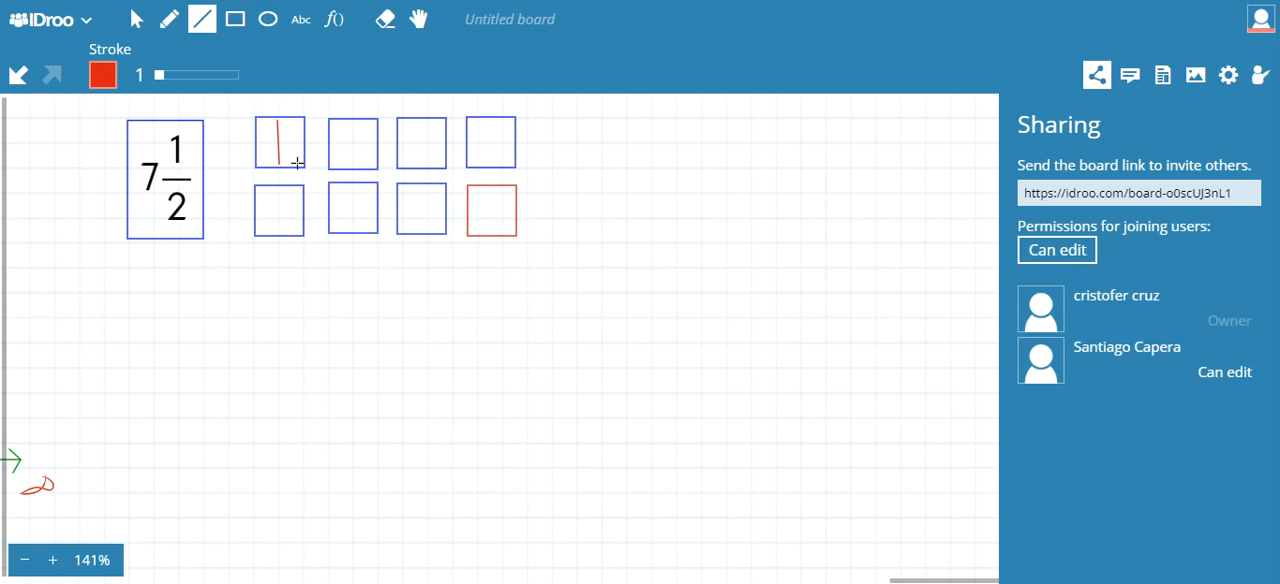 IDroo
Abc
f()
Untitled board
Stroke
1
7 1/2
Sharing
Send the board link to invite others.
https://idroo.com/board-o0scUJ3nL1
Permissions for joining users:
Can edit
cristofer cruz
Owner
Santiago Capera
Can edit
− + 141%